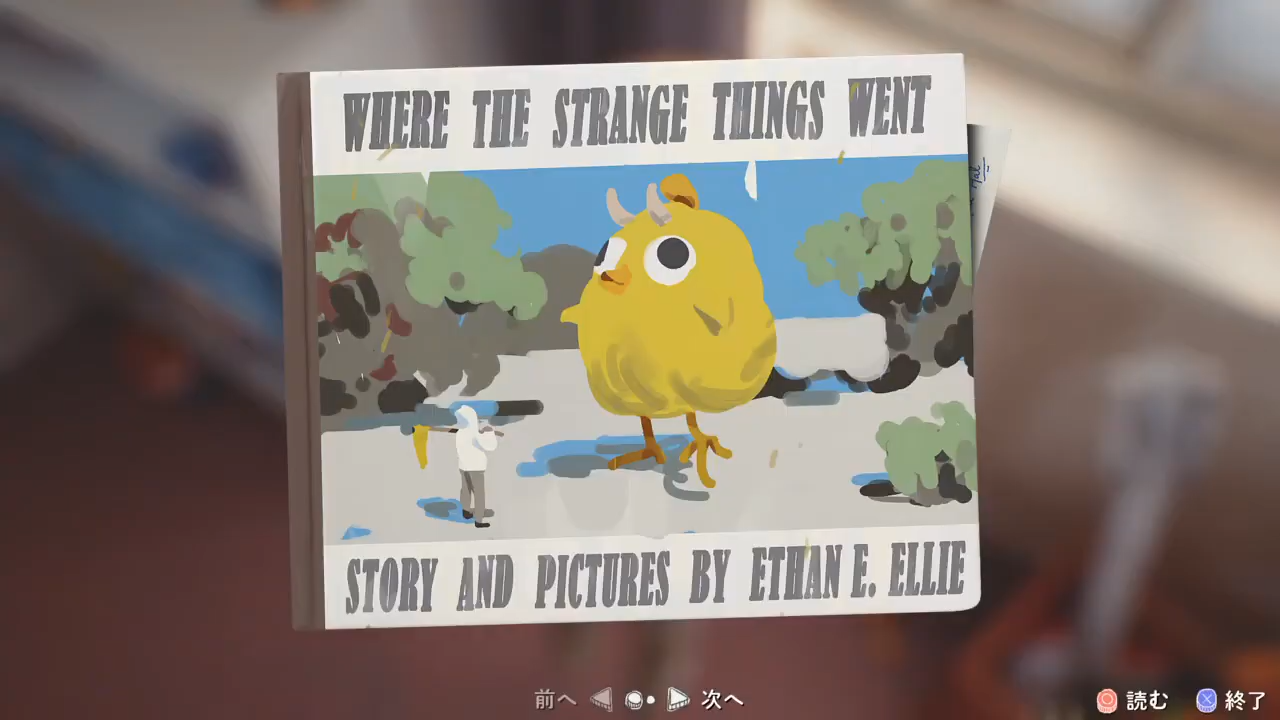 WHERE THE STRANGE THINGS WENT
STORY AND PICTURES BY ETHAN E. ELLIE
前へ 次へ
読む 終了